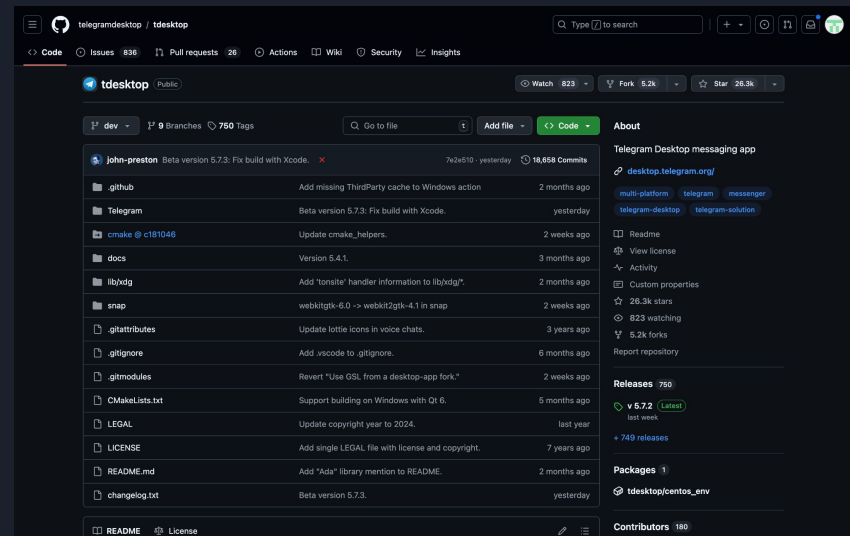 telegramdesktop / tdesktop
Type / to search
Code
Issues 836
Pull requests 26
Actions
Wiki
Security
Insights
tdesktop Public
Watch 823
Fork 5.2k
Star 26.3k
dev
9 Branches
750 Tags
Go to file t
Add file
Code
john-preston Beta version 5.7.3: Fix build with Xcode.
7e2e510 · yesterday
18,658 Commits
.github Add missing ThirdParty cache to Windows action 2 months ago
Telegram Beta version 5.7.3: Fix build with Xcode. yesterday
cmake @ c181046 Update cmake_helpers. 2 weeks ago
docs Version 5.4.1. 3 months ago
lib/xdg Add 'tonsite' handler information to lib/xdg/*. 2 months ago
snap webkitgtk-6.0 -> webkit2gtk-4.1 in snap 2 weeks ago
.gitattributes Update lottie icons in voice chats. 3 years ago
.gitignore Add .vscode to .gitignore. 6 months ago
.gitmodules Revert "Use GSL from a desktop-app fork." 2 weeks ago
CMakeLists.txt Support building on Windows with Qt 6. 5 months ago
LEGAL Update copyright year to 2024. last year
LICENSE Add single LEGAL file with license and copyright. 7 years ago
README.md Add "Ada" library mention to README. 2 months ago
changelog.txt Beta version 5.7.3. yesterday
README
License
About
Telegram Desktop messaging app
desktop.telegram.org/
multi-platform telegram messenger
telegram-desktop telegram-solution
Readme
View license
Activity
Custom properties
26.3k stars
823 watching
5.2k forks
Report repository
Releases 750
v 5.7.2 Latest
last week
+ 749 releases
Packages 1
tdesktop/centos_env
Contributors 180